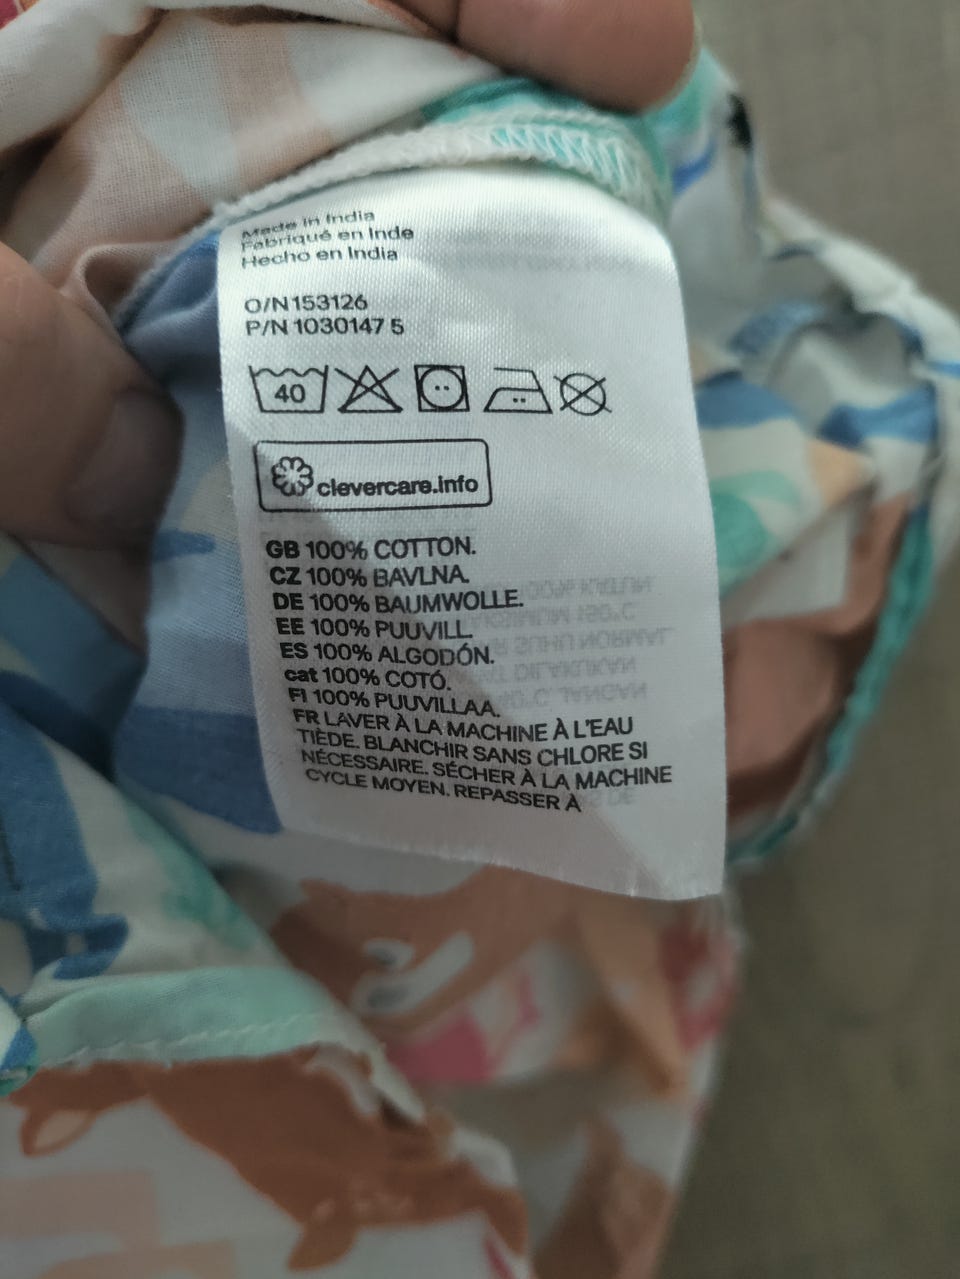 Made in India
Fabriqué en Inde
Hecho en India
O/N 153126
P/N 1030147 5
40
clevercare.info
GB 100% COTTON.
CZ 100% BAVLNA.
DE 100% BAUMWOLLE.
EE 100% PUUVILL.
ES 100% ALGODÓN.
cat 100% COTÓ.
FI 100% PUUVILLAA.
FR LAVER À LA MACHINE À L'EAU
TIÈDE. BLANCHIR SANS CHLORE SI
NÉCESSAIRE. SÉCHER À LA MACHINE
CYCLE MOYEN. REPASSER À